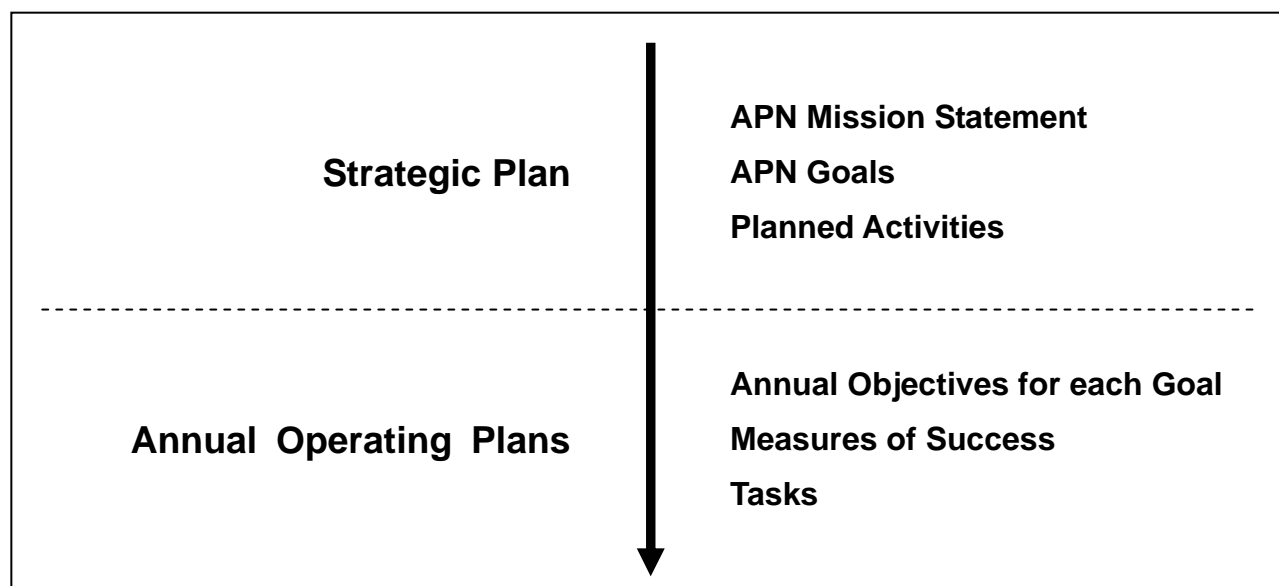 Strategic Plan
APN Mission Statement
APN Goals
Planned Activities
Annual Operating Plans
Annual Objectives for each Goal
Measures of Success
Tasks